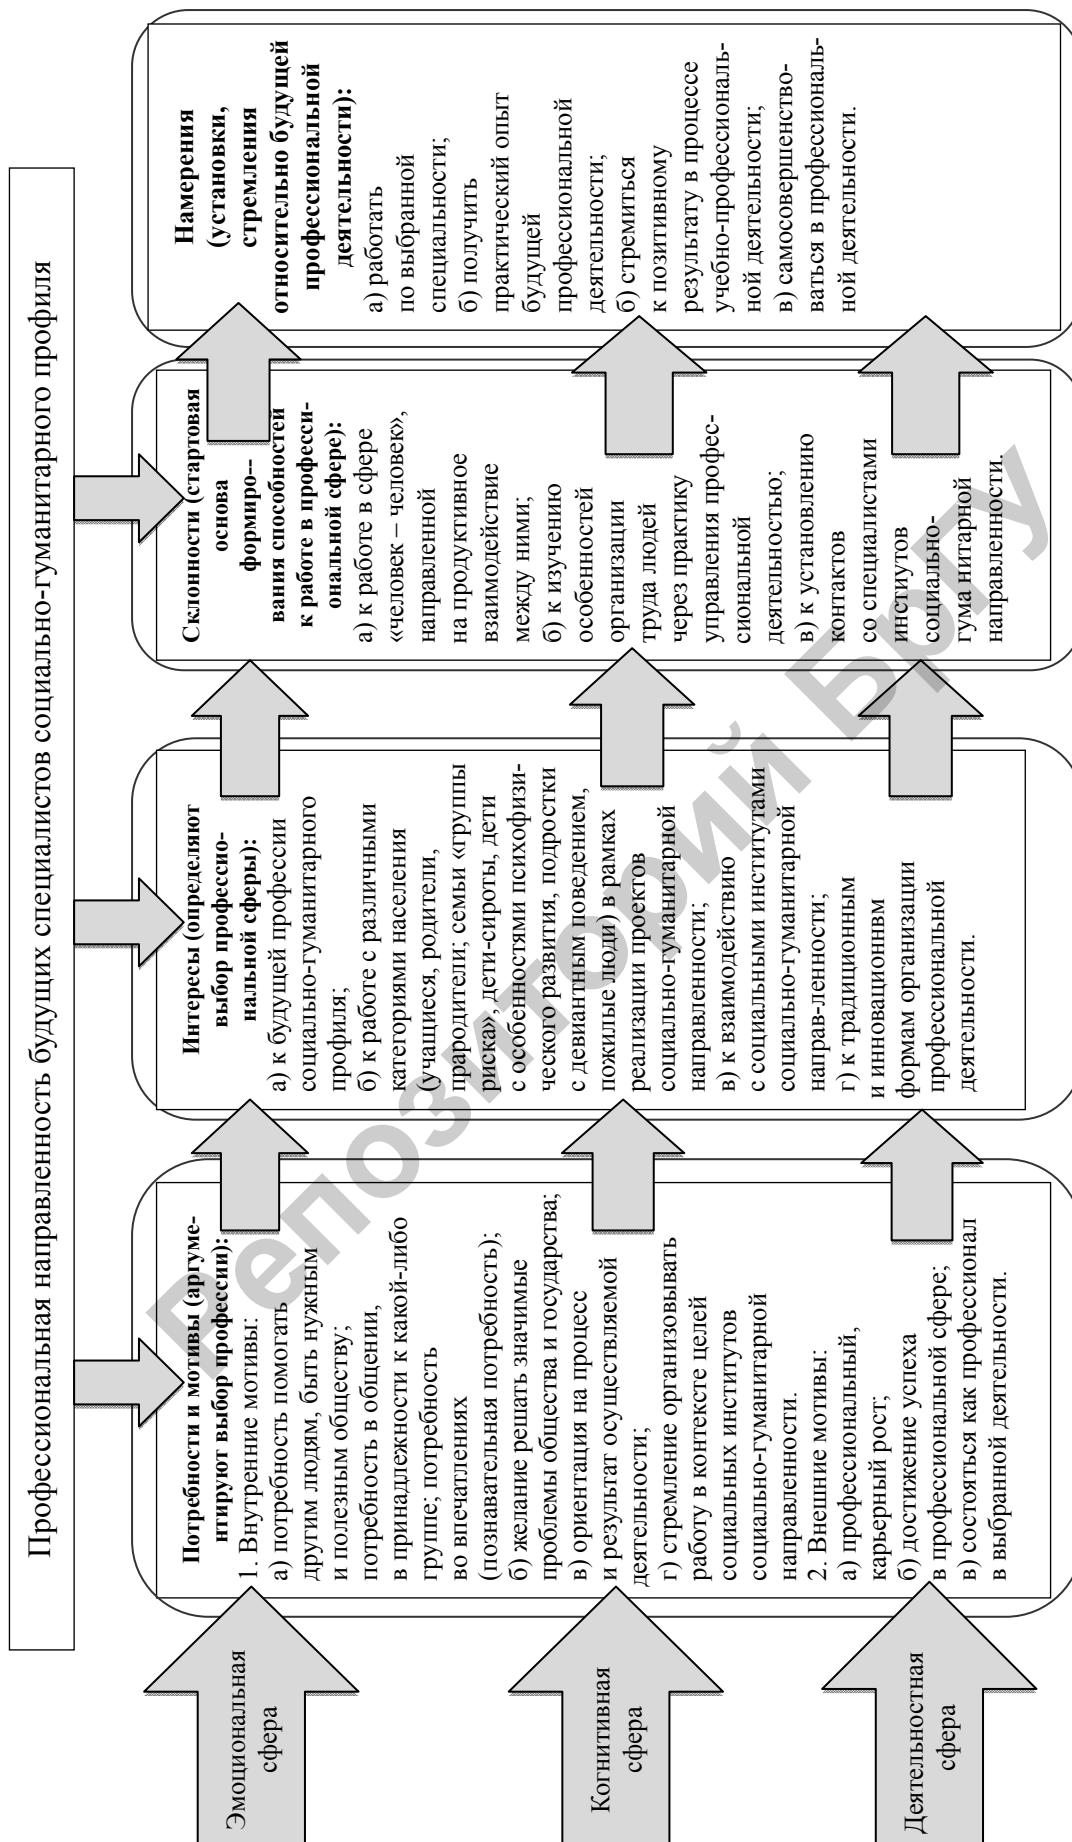 Профессиональная направленность будущих специалистов социально-гуманитарного профиля
Эмоциональная
сфера
Когнитивная
сфера
Деятельностная
сфера
Потребности и мотивы (аргуме-
нтируют выбор профессии):
1. Внутренние мотивы:
а) потребность помогать
другим людям, быть нужным
и полезным обществу;
потребность в общении,
в принадлежности к какой-либо
группе; потребность
во впечатлениях
(познавательная потребность);
б) желание решать значимые
проблемы общества и государства;
в) ориентация на процесс
и результат осуществляемой
деятельности;
г) стремление организовывать
работу в контексте целей
социальных институтов
социально-гуманитарной
направленности.
2. Внешние мотивы:
а) профессиональный,
карьерный рост;
б) достижение успеха
в профессиональной сфере;
в) состояться как профессионал
в выбранной деятельности.
Интересы (определяют
выбор профессио-
нальной сферы):
а) к будущей профессии
социально-гуманитарного
профиля;
б) к работе с различными
категориями населения
(учащиеся, родители,
прародители; семьи «группы
риска», дети-сироты, дети
с особенностями психофизи-
ческого развития, подростки
с девиантным поведением,
пожилые люди) в рамках
реализации проектов
социально-гуманитарной
направленности;
в) к взаимодействию
с социальными институтами
социально-гуманитарной
направ-ленности;
г) к традиционным
и инновационнвм
формам организации
профессиональной
деятельности.
Склонности (стартовая
основа
формиро--
вания способностей
к работе в професси-
ональной сфере):
а) к работе в сфере
«человек – человек»,
направленной
на продуктивное
взаимодействие
между ними;
б) к изучению
особенностей
организации
труда людей
через практику
управления профес-
сиональной
деятельностью;
в) к установлению
контактов
со специалистами
институтов
социально-
гума нитарной
направленности.
Намерения
(установки,
стремления
относительно будущей
профессиональной
деятельности):
а) работать
по выбранной
специальности;
б) получить
практический опыт
будущей
профессиональной
деятельности;
б) стремиться
к позитивному
результату в процессе
учебно-профессиональ-
ной деятельности;
в) самосовершенство-
ваться в профессиональ-
ной деятельности.
Репозиторий БрГУ